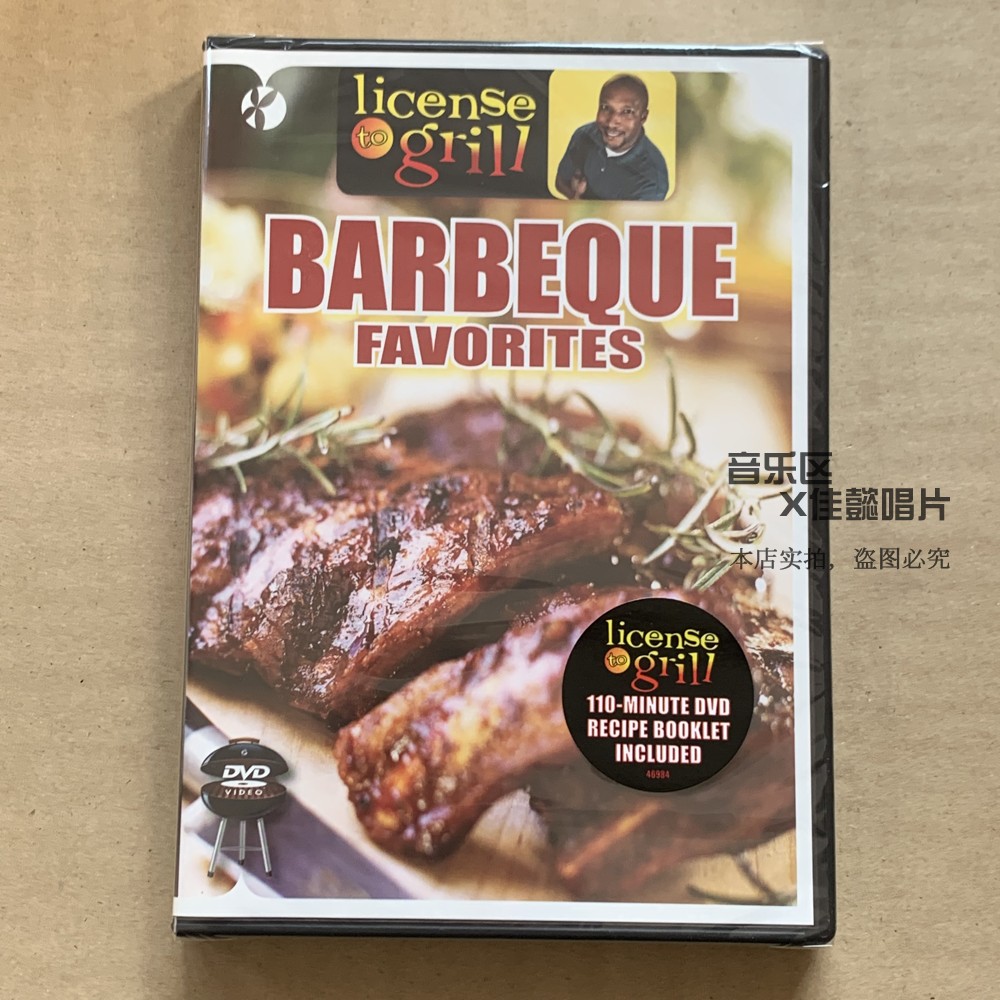 license
to grill
BARBEQUE
FAVORITES
音乐区
X佳懿唱片
本店实拍，盗图必究
license
to grill
110-MINUTE DVD
RECIPE BOOKLET
INCLUDED
46984
DVD
VIDEO